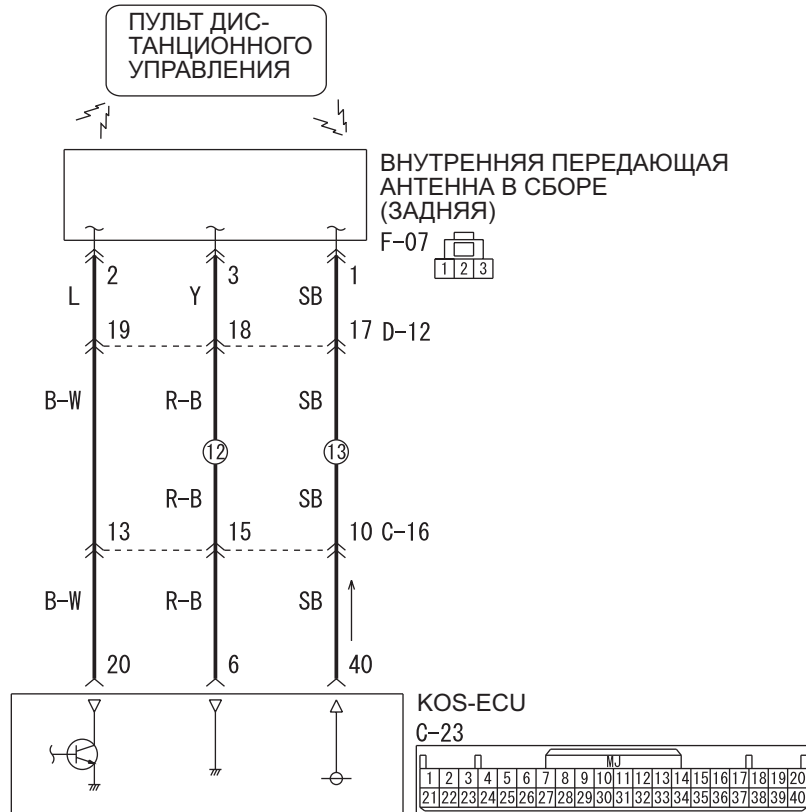 ПУЛЬТ ДИС-
ТАНЦИОННОГО
УПРАВЛЕНИЯ
ВНУТРЕННЯЯ ПЕРЕДАЮЩАЯ
АНТЕННА В СБОРЕ
(ЗАДНЯЯ)
F-07
1 2 3
2 3 1
L Y SB
19 18 17 D-12
B-W R-B SB
12 13
R-B SB
13 15 10 C-16
B-W R-B SB
20 6 40
KOS-ECU
C-23
MJ
1 2 3 4 5 6 7 8 9 10 11 12 13 14 15 16 17 18 19 20
21 22 23 24 25 26 27 28 29 30 31 32 33 34 35 36 37 38 39 40